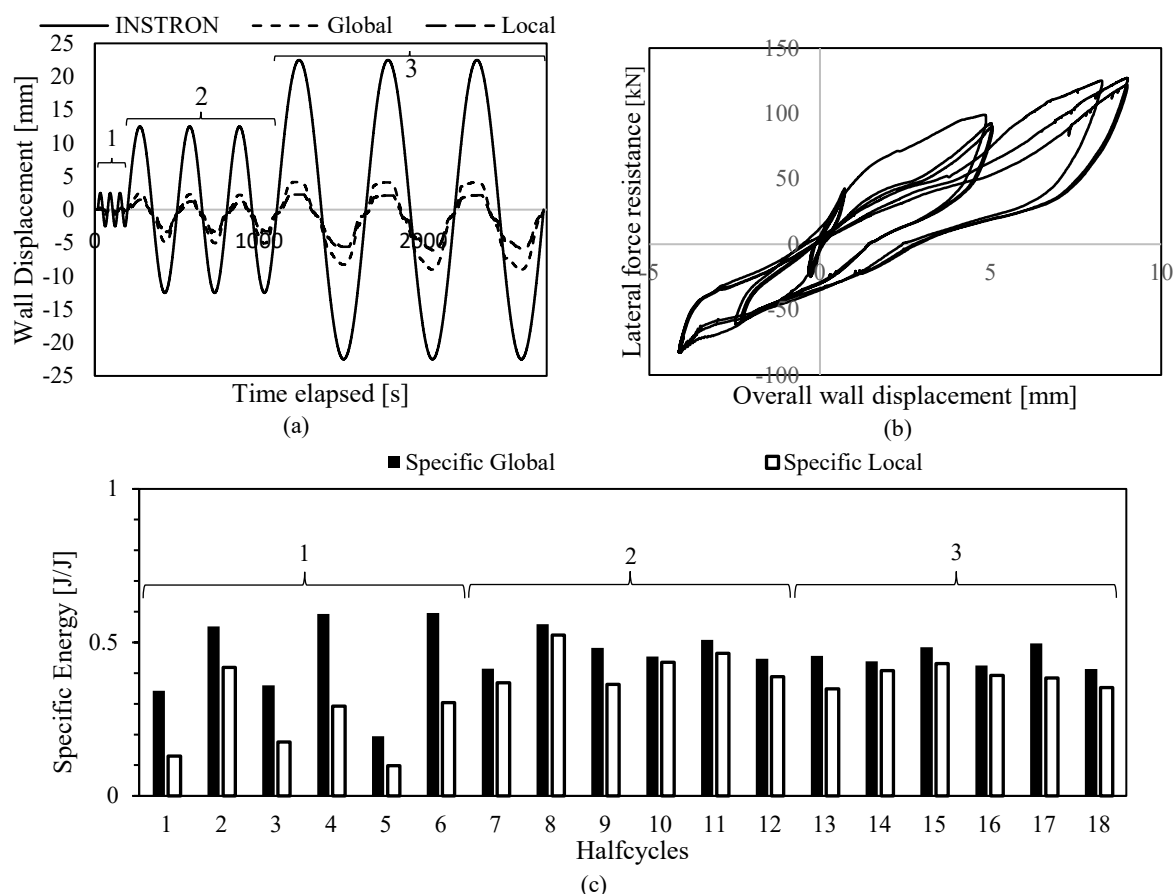 INSTRON Global Local
Wall Displacement [mm]
25
20
15
10
5
0
-5
-10
-15
-20
-25
1
2
3
0 1000 2000
Time elapsed [s]
(a)
Lateral force resistance [kN]
150
100
50
0
-50
-100
-5 0 5 10
Overall wall displacement [mm]
(b)
Specific Global Specific Local
Specific Energy [J/J]
1
0.5
0
1 2 3
1 2 3 4 5 6 7 8 9 10 11 12 13 14 15 16 17 18
Halfcycles
(c)